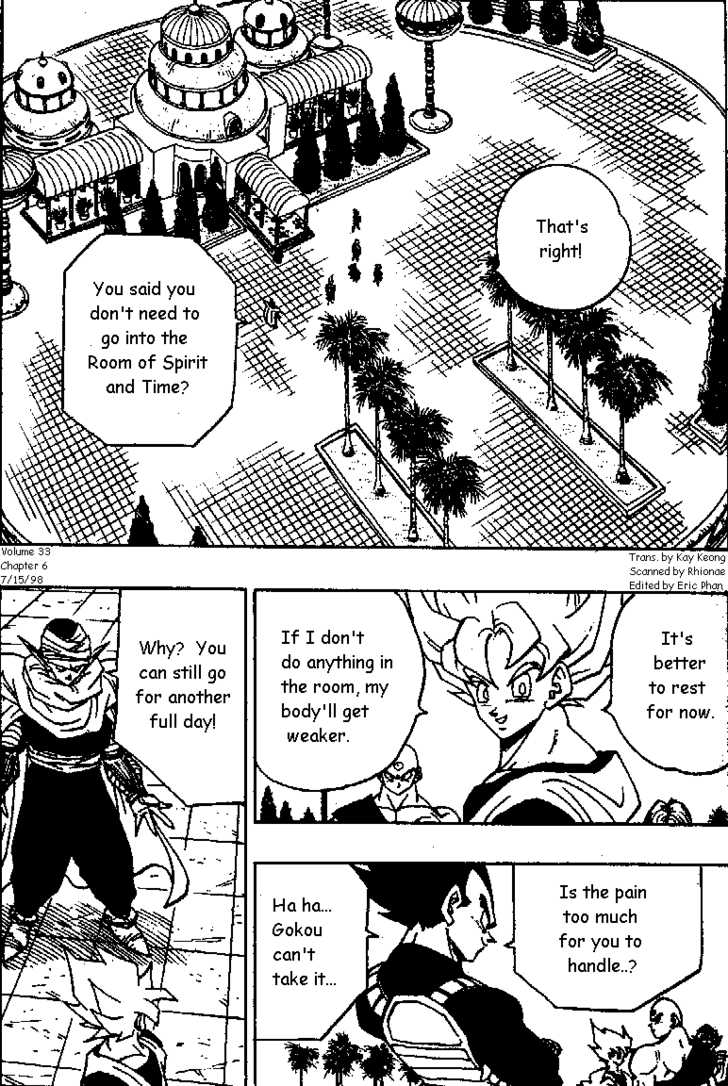 That's
right!
You said you
don't need to
go into the
Room of Spirit
and Time?
Volume 33
Chapter 6
7/15/98
Trans. by Kay Keong
Scanned by Rhionae
Edited by Eric Phan
It's
better
to rest
for now.
If I don't
do anything in
the room, my
body'll get
weaker.
Why? You
can still go
for another
full day!
Is the pain
too much
for you to
handle..?
Ha ha...
Gokou
can't
take it...